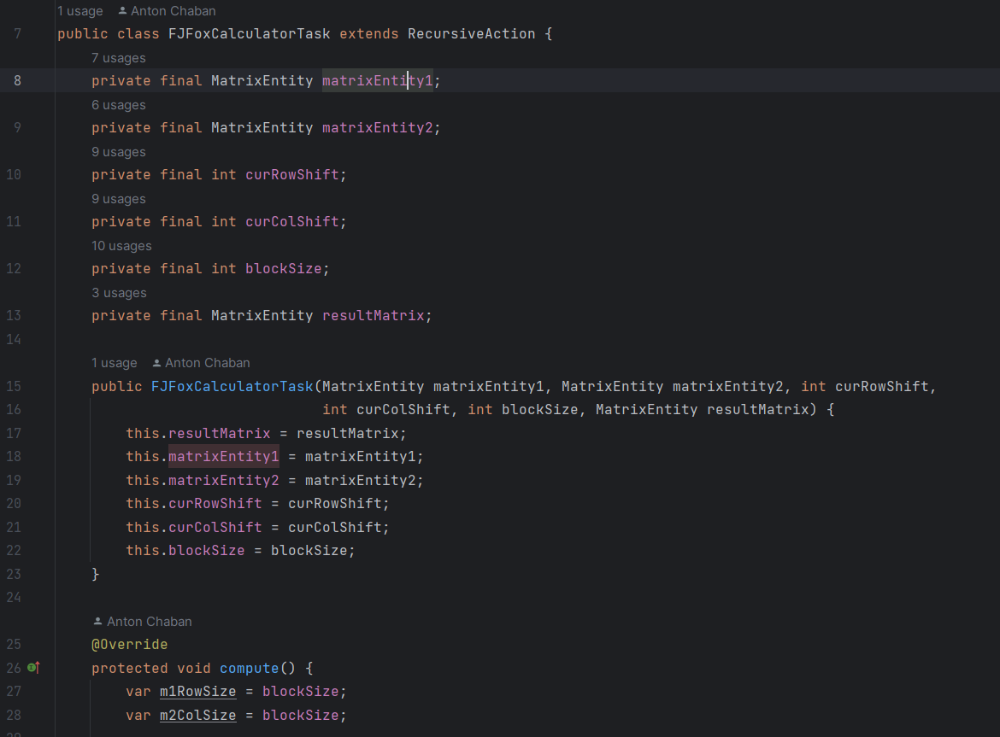 1 usage Anton Chaban
7 public class FJFoxCalculatorTask extends RecursiveAction {
7 usages
8 private final MatrixEntity matrixEntity1;
6 usages
9 private final MatrixEntity matrixEntity2;
9 usages
10 private final int curRowShift;
9 usages
11 private final int curColShift;
10 usages
12 private final int blockSize;
3 usages
13 private final MatrixEntity resultMatrix;
14
1 usage Anton Chaban
15 public FJFoxCalculatorTask(MatrixEntity matrixEntity1, MatrixEntity matrixEntity2, int curRowShift,
16 int curColShift, int blockSize, MatrixEntity resultMatrix) {
17 this.resultMatrix = resultMatrix;
18 this.matrixEntity1 = matrixEntity1;
19 this.matrixEntity2 = matrixEntity2;
20 this.curRowShift = curRowShift;
21 this.curColShift = curColShift;
22 this.blockSize = blockSize;
23 }
24
Anton Chaban
25 @Override
26 protected void compute() {
27 var m1RowSize = blockSize;
28 var m2ColSize = blockSize;